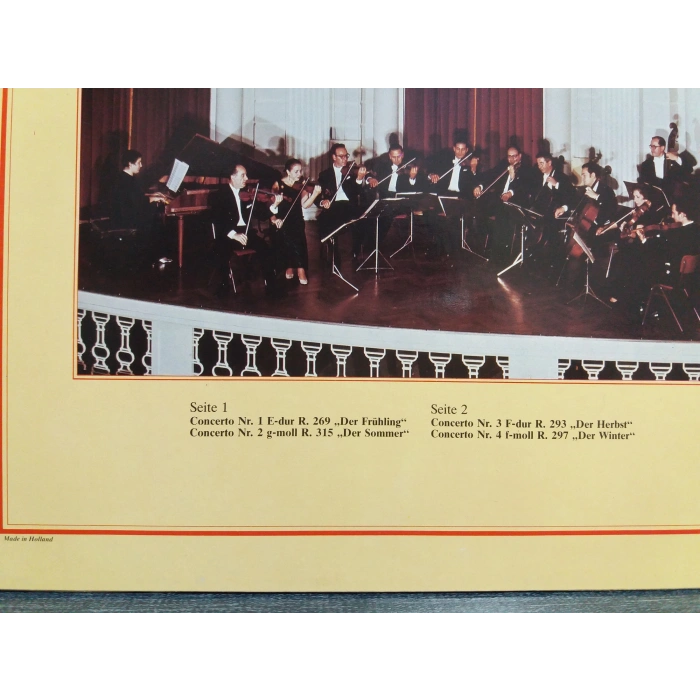 Seite 1
Concerto Nr. 1 E-dur R. 269 „Der Frühling“
Concerto Nr. 2 g-moll R. 315 „Der Sommer“
Seite 2
Concerto Nr. 3 F-dur R. 293 „Der Herbst“
Concerto Nr. 4 f-moll R. 297 „Der Winter“
Made in Holland